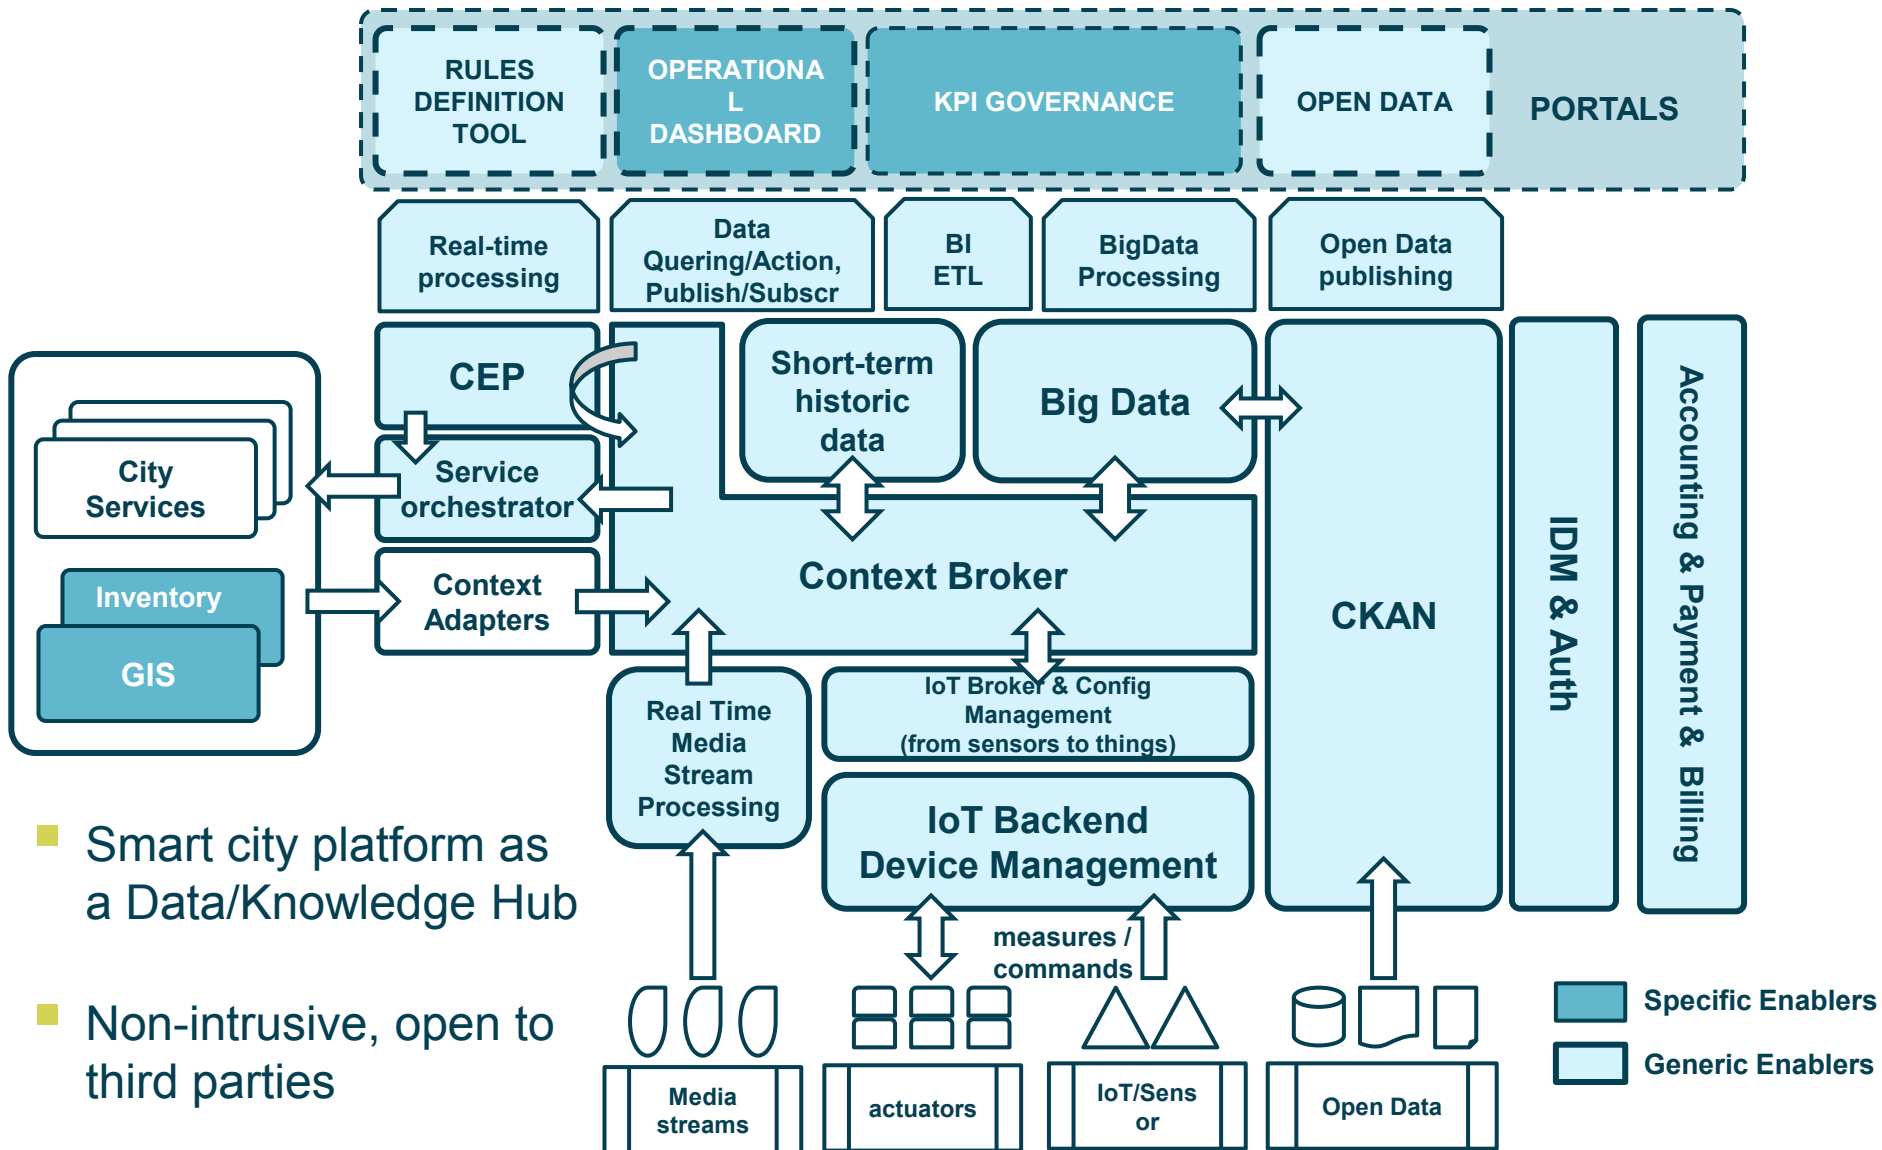 RULES
DEFINITION
TOOL
OPERATIONA
L
DASHBOARD
KPI GOVERNANCE
OPEN DATA
PORTALS
Real-time
processing
Data
Quering/Action,
Publish/Subscr
BI
ETL
BigData
Processing
Open Data
publishing
CEP
Short-term
historic
data
Big Data
City
Services
Service
orchestrator
Inventory
GIS
Context
Adapters
Context Broker
CKAN
IDM & Auth
Accounting & Payment & Billing
Real Time
Media
Stream
Processing
IoT Broker & Config
Management
(from sensors to things)
IoT Backend
Device Management
measures /
commands
Smart city platform as
a Data/Knowledge Hub
Non-intrusive, open to
third parties
Media
streams
actuators
IoT/Sens
or
Open Data
Specific Enablers
Generic Enablers